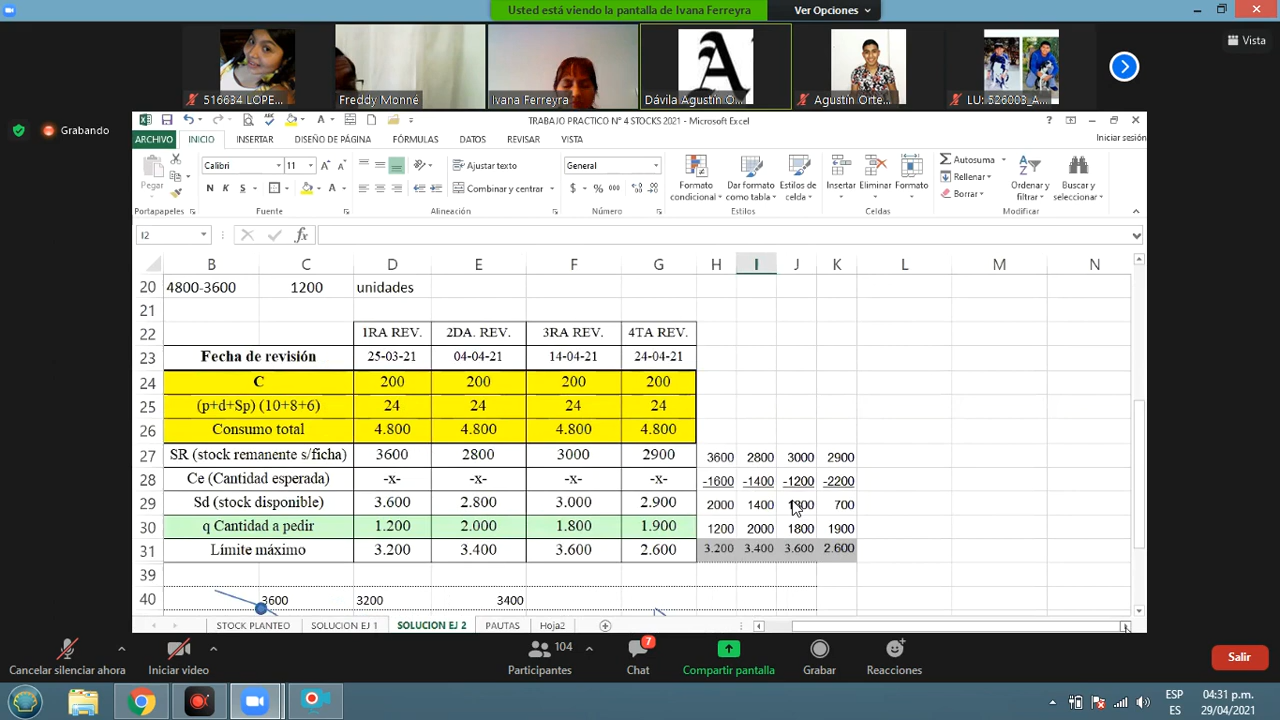 Usted está viendo la pantalla de Ivana Ferreyra
Ver Opciones
Vista
516634 LOPE...
Freddy Monné
Ivana Ferreyra
Dávila Agustín O...
Agustín Orte...
LU: 526003_A...
Grabando
TRABAJO PRACTICO Nº 4 STOCKS 2021 - Microsoft Excel
ARCHIVO INICIO INSERTAR DISEÑO DE PÁGINA FÓRMULAS DATOS REVISAR VISTA
Iniciar sesión
Pegar
Calibri 11
N K S
Ajustar texto
Combinar y centrar
General
$ % 000
Formato condicional
Dar formato como tabla
Estilos de celda
Insertar Eliminar Formato
Autosuma
Rellenar
Borrar
Ordenar y filtrar
Buscar y seleccionar
Portapapeles Fuente Alineación Número Estilos Celdas Modificar
I2
B C D E F G H I J K L M N
20 4800-3600 1200 unidades
21
22 1RA REV. 2DA. REV. 3RA REV. 4TA REV.
23 Fecha de revisión 25-03-21 04-04-21 14-04-21 24-04-21
24 C 200 200 200 200
25 (p+d+Sp) (10+8+6) 24 24 24 24
26 Consumo total 4.800 4.800 4.800 4.800
27 SR (stock remanente s/ficha) 3600 2800 3000 2900 3600 2800 3000 2900
28 Ce (Cantidad esperada) -x- -x- -x- -x- -1600 -1400 -1200 -2200
29 Sd (stock disponible) 3.600 2.800 3.000 2.900 2000 1400 700
30 q Cantidad a pedir 1.200 2.000 1.800 1.900 1200 2000 1800 1900
31 Límite máximo 3.200 3.400 3.600 2.600 3.200 3.400 3.600 2.600
39
40 3600 3200 3400
STOCK PLANTEO SOLUCION EJ 1 SOLUCION EJ 2 PAUTAS Hoja2
Cancelar silenciar ahora
Iniciar video
104
Participantes
7
Chat
Compartir pantalla
Grabar
Reacciones
Salir
ESP
ES
04:31 p.m.
29/04/2021